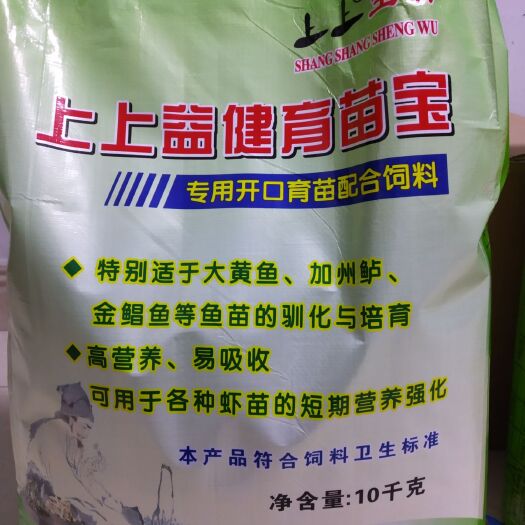 SHANG SHANG SHENG WU
上上益健育苗宝
专用开口育苗配合饲料
◆ 特别适于大黄鱼、加州鲈、
金鲳鱼等鱼苗的驯化与培育
◆ 高营养、易吸收
可用于各种虾苗的短期营养强化
本产品符合饲料卫生标准
净含量:10千克